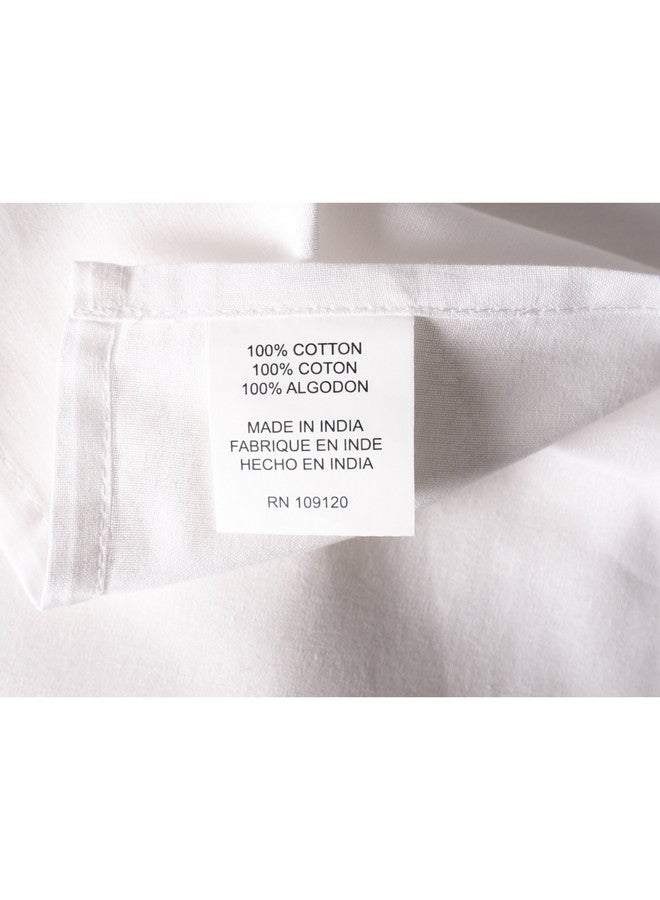 100% COTTON
100% COTON
100% ALGODON
MADE IN INDIA
FABRIQUE EN INDE
HECHO EN INDIA
RN 109120